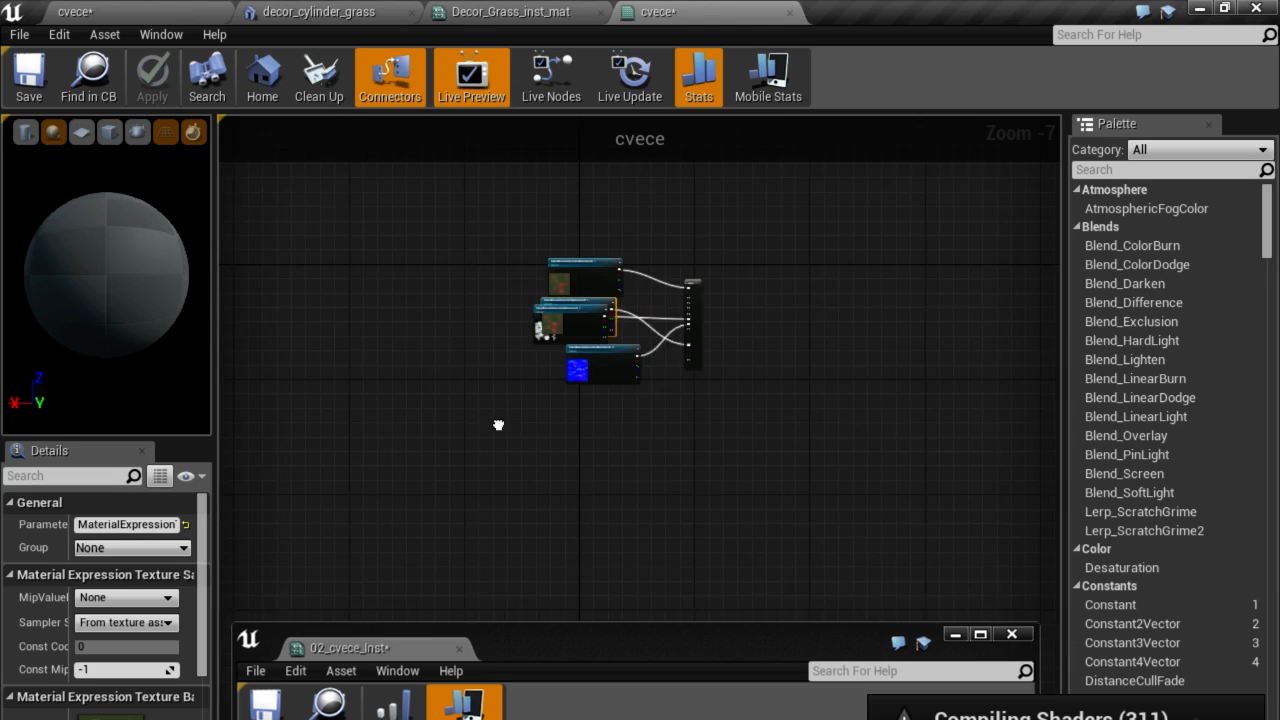 cvece*
decor_cylinder_grass
Decor_Grass_inst_mat
cvece*
File Edit Asset Window Help
Search For Help
Save
Find in CB
Apply
Search
Home
Clean Up
Connectors
Live Preview
Live Nodes
Live Update
Stats
Mobile Stats
cvece
Zoom -7
Z
X
Y
Palette
Category: All
Search
Atmosphere
AtmosphericFogColor
Blends
Blend_ColorBurn
Blend_ColorDodge
Blend_Darken
Blend_Difference
Blend_Exclusion
Blend_HardLight
Blend_Lighten
Blend_LinearBurn
Blend_LinearDodge
Blend_LinearLight
Blend_Overlay
Blend_PinLight
Blend_Screen
Blend_SoftLight
Lerp_ScratchGrime
Lerp_ScratchGrime2
Color
Desaturation
Constants
Constant 1
Constant2Vector 2
Constant3Vector 3
Constant4Vector 4
DistanceCullFade
Details
Search
General
Paramete MaterialExpression
Group None
Material Expression Texture Sa
MipValuel None
Sampler S From texture ass
Const Coo 0
Const Mip -1
Material Expression Texture Ba
02_cvece_Inst*
File Edit Asset Window Help
Search For Help
Compiling Shaders (311)